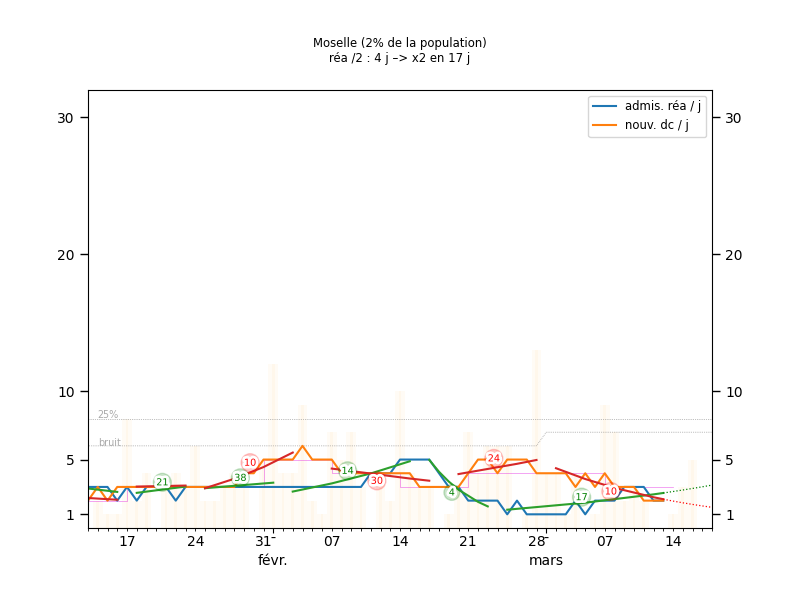 Moselle (2% de la population)
réa /2 : 4 j –> x2 en 17 j
admis. réa / j
nouv. dc / j
30 30
20 20
10 10
25%
bruit
5 5
1 1
10 24
21 38 14 30 4 17 10
17 24 31 07 14 21 28 07 14
févr. mars